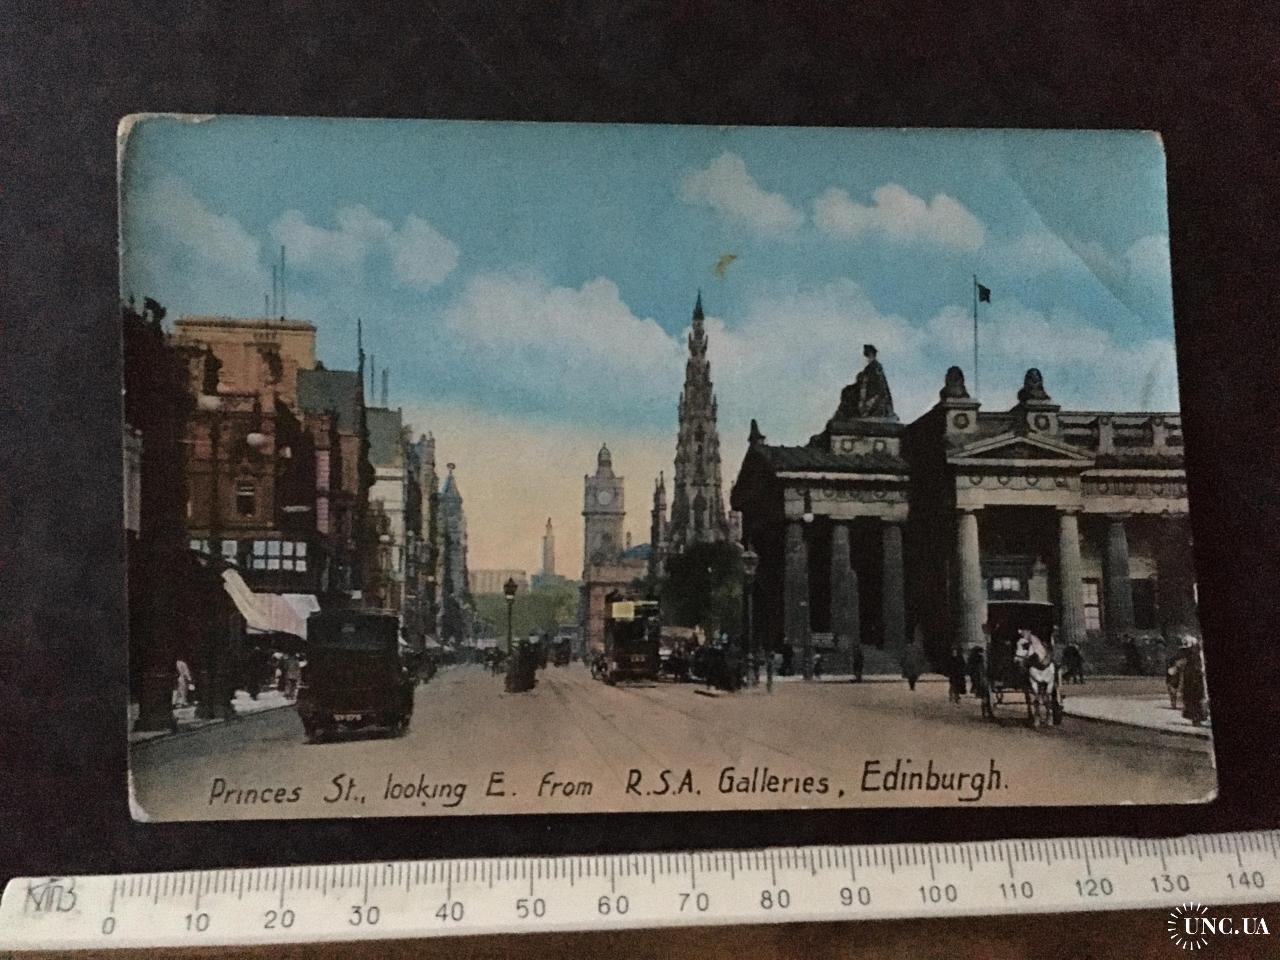 Princes St., looking E. from R.S.A. Galleries, Edinburgh.
0 10 20 30 40 50 60 70 80 90 100 110 120 130 140
UNC.UA